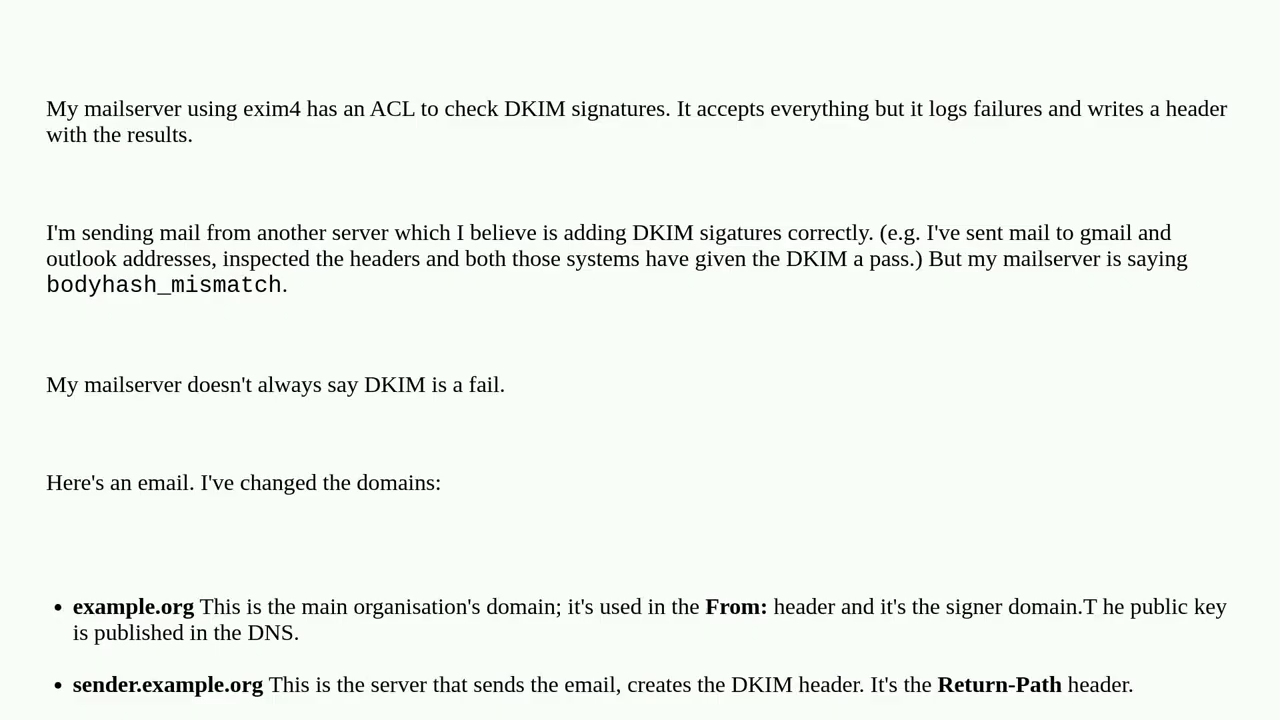 My mailserver using exim4 has an ACL to check DKIM signatures. It accepts everything but it logs failures and writes a header
with the results.
I'm sending mail from another server which I believe is adding DKIM sigatures correctly. (e.g. I've sent mail to gmail and
outlook addresses, inspected the headers and both those systems have given the DKIM a pass.) But my mailserver is saying
bodyhash_mismatch.
My mailserver doesn't always say DKIM is a fail.
Here's an email. I've changed the domains:
• example.org This is the main organisation's domain; it's used in the From: header and it's the signer domain.T he public key
is published in the DNS.
• sender.example.org This is the server that sends the email, creates the DKIM header. It's the Return-Path header.